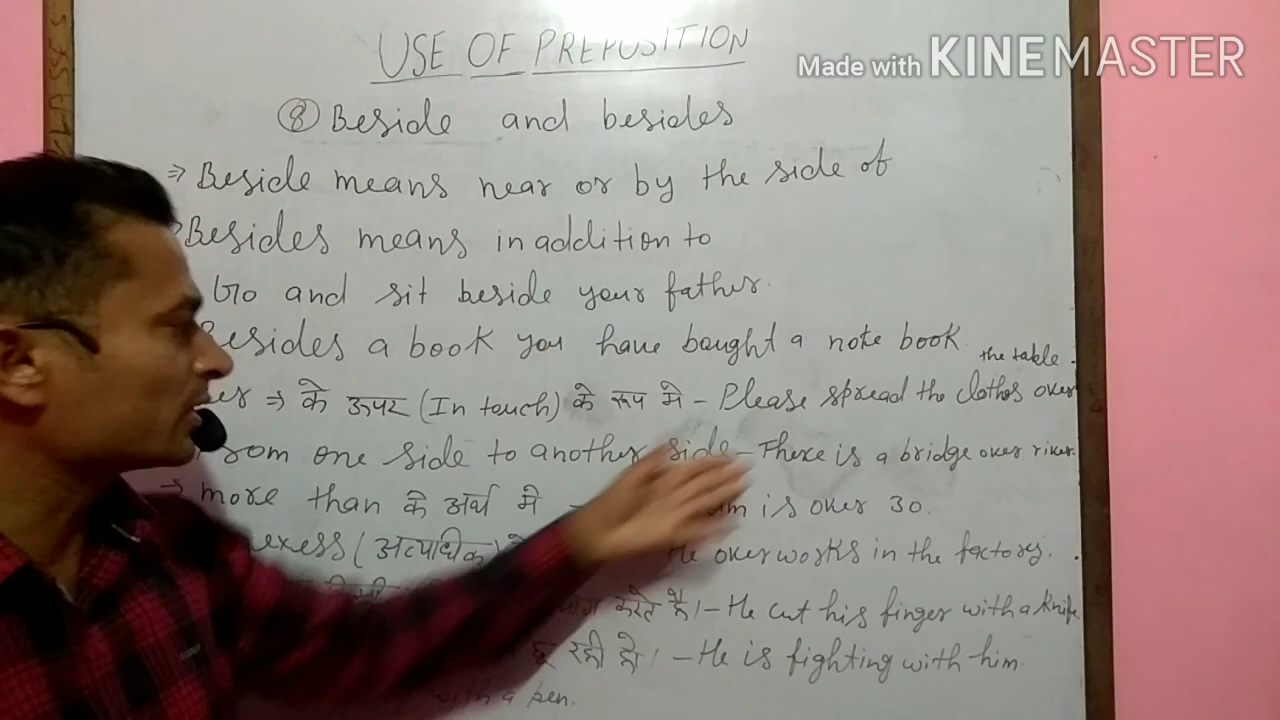 USE OF PREPOSITION
Made with KINEMASTER
⑧ Beside and besides
⇒ Beside means near or by the side of
Besides means in addition to
Go and sit beside your father.
Besides a book you have bought a note book
⇒ के ऊपर (In touch) के रूप मे - Please spread the clothes over the table.
from one side to another side - There is a bridge over river.
→ more than के अर्थ मे - is over 30.
(अत्याधिक) He overworks in the factory.
करते है। - He cut his finger with a knife.
छू रही हो। - He is fighting with him.
with a pen.